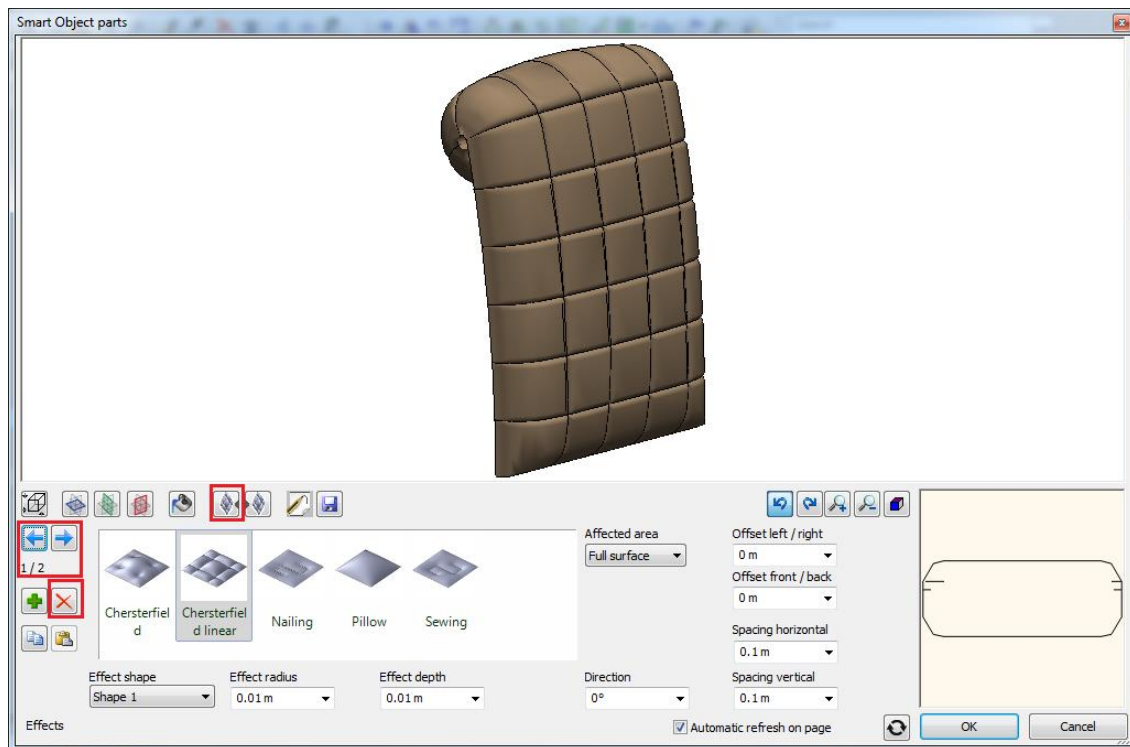 Smart Object parts
1 / 2
Chersterfiel
d
Chersterfiel
d linear
Nailing
Pillow
Sewing
Affected area
Full surface
Offset left / right
0 m
Offset front / back
0 m
Spacing horizontal
0.1 m
Effect shape
Shape 1
Effect radius
0.01 m
Effect depth
0.01 m
Direction
0°
Spacing vertical
0.1 m
Effects
Automatic refresh on page
OK
Cancel